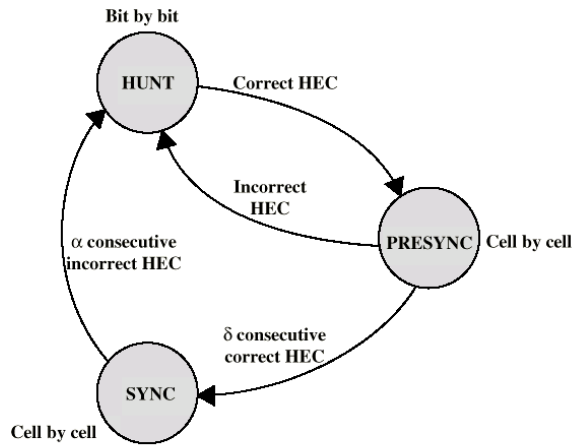 Bit by bit
HUNT
Correct HEC
Incorrect
HEC
PRESYNC
Cell by cell
α consecutive
incorrect HEC
δ consecutive
correct HEC
SYNC
Cell by cell